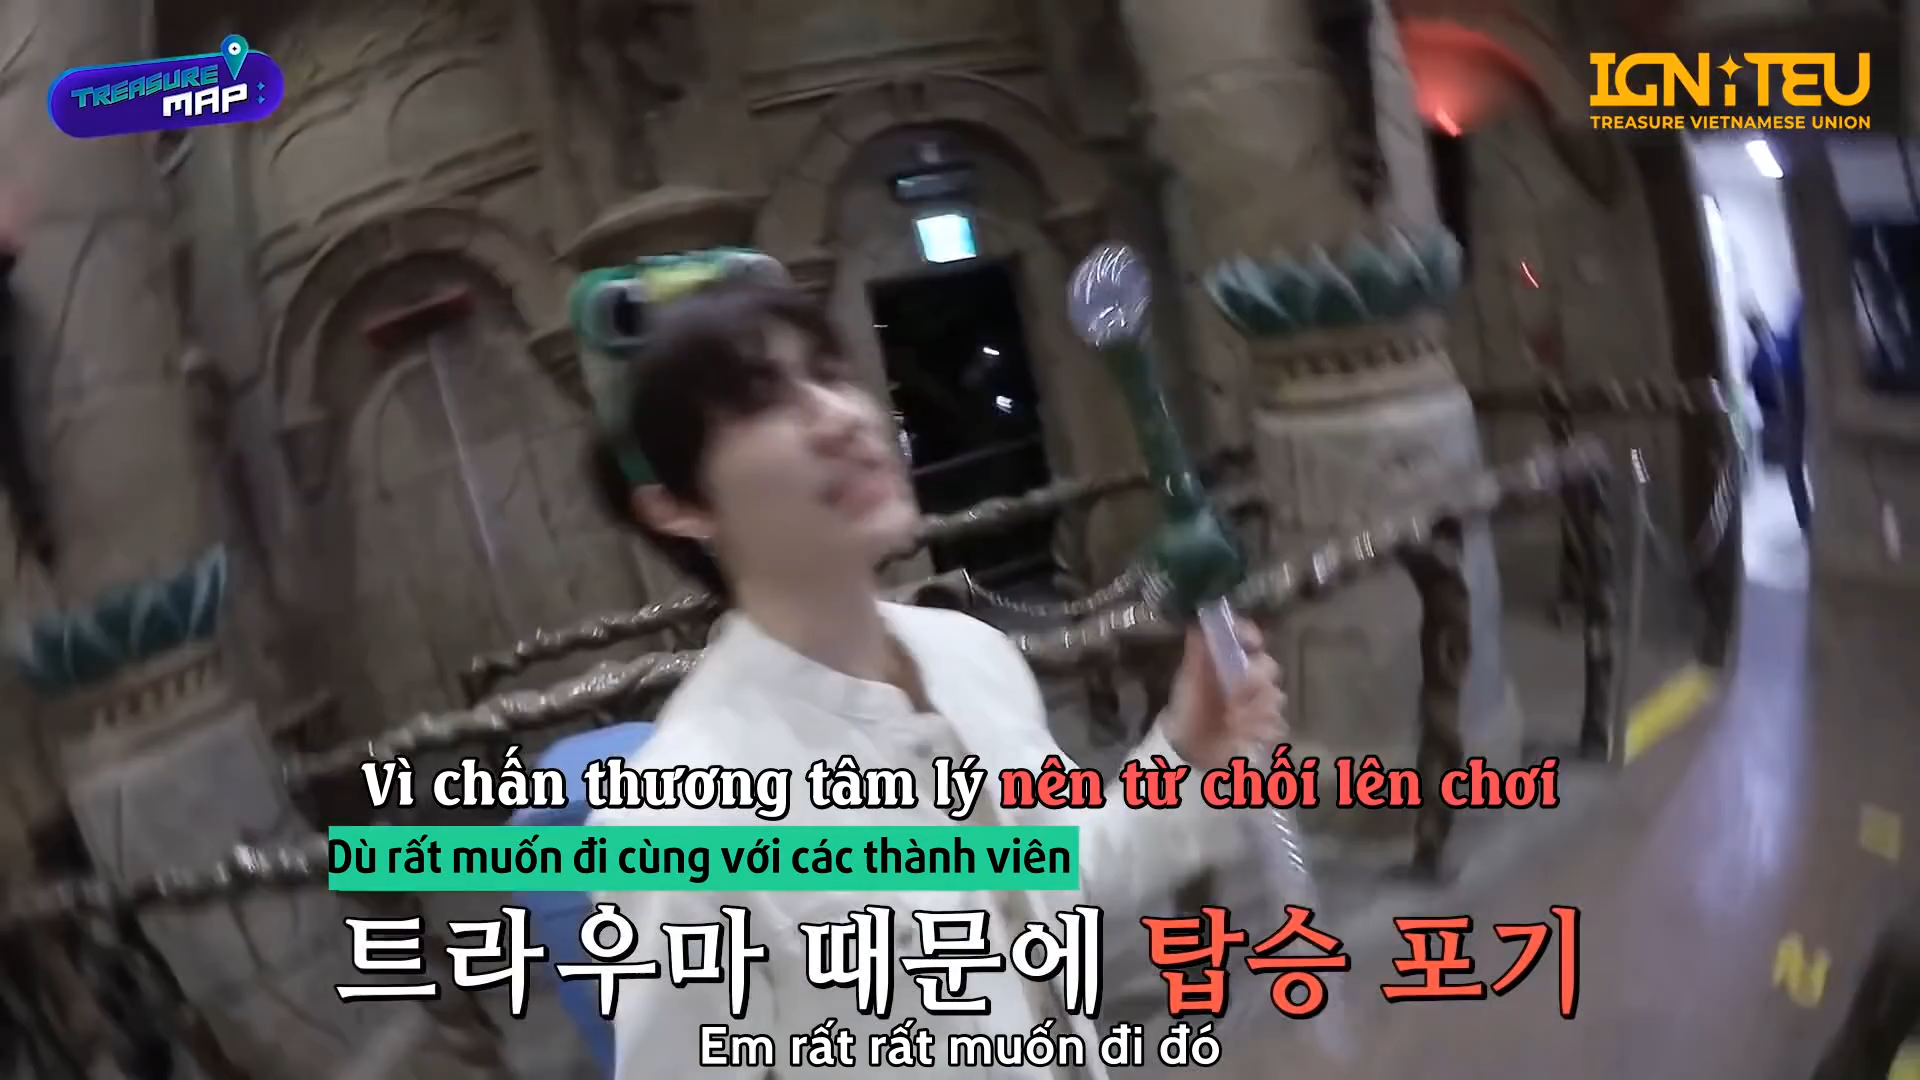 TREASURE
MAP
IGNITEU
TREASURE VIETNAMESE UNION
Vì chấn thương tâm lý nên từ chối lên chơi
Dù rất muốn đi cùng với các thành viên
트라우마 때문에 탑승 포기
Em rất rất muốn đi đó